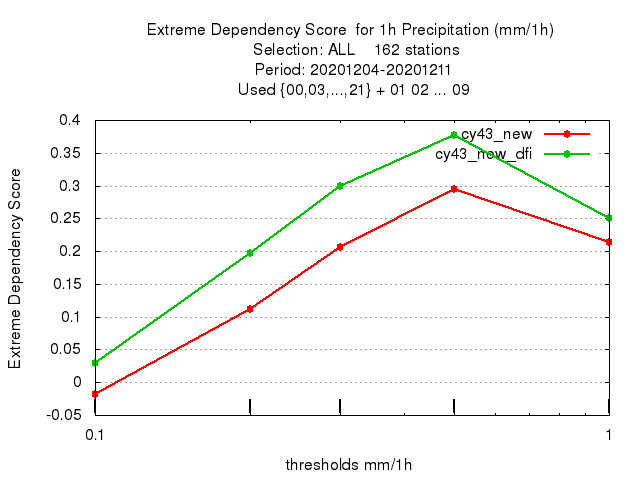 Extreme Dependency Score  for 1h Precipitation (mm/1h)
Selection: ALL    162 stations
Period: 20201204-20201211
Used {00,03,...,21} + 01 02 ... 09
cy43_new
cy43_new_dfi
0.4
0.35
0.3
0.25
0.2
0.15
0.1
0.05
0
-0.05
Extreme Dependency Score
0.1
1
thresholds mm/1h